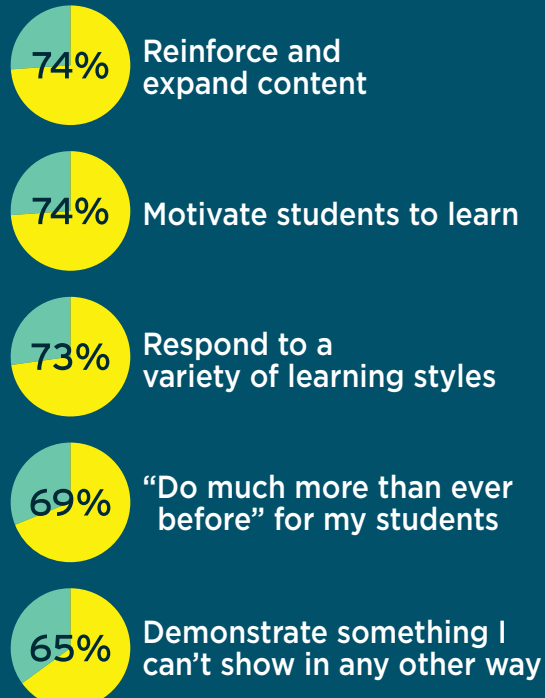 74%
Reinforce and
expand content
74%
Motivate students to learn
73%
Respond to a
variety of learning styles
69%
“Do much more than ever
before” for my students
65%
Demonstrate something I
can’t show in any other way